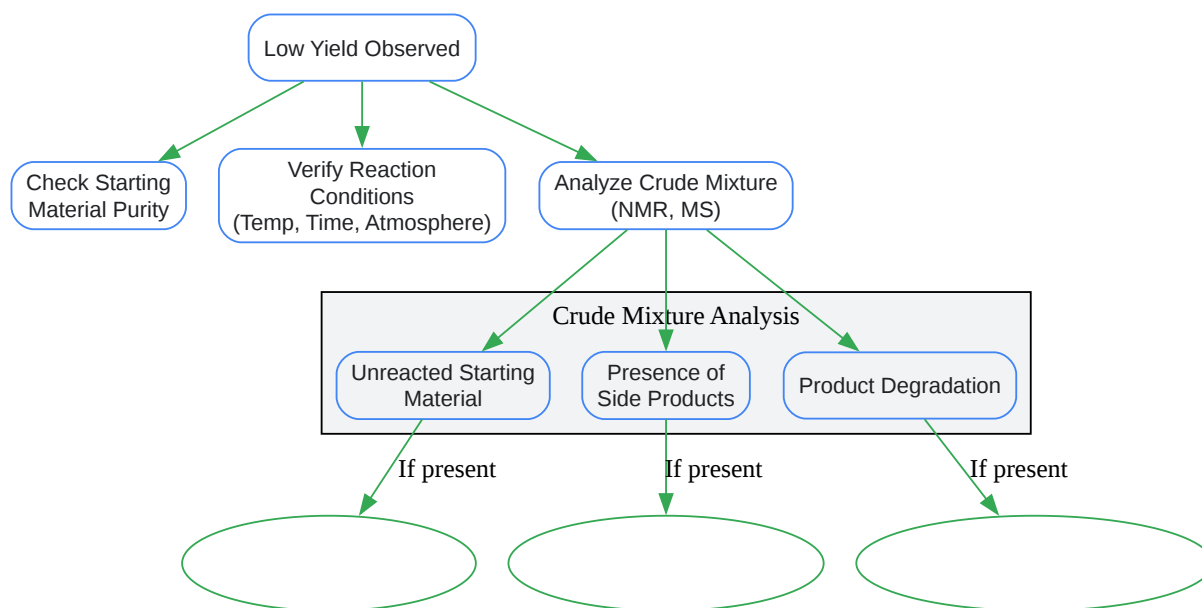 Low Yield Observed
Check Starting
Material Purity
Verify Reaction
Conditions
(Temp, Time, Atmosphere)
Analyze Crude Mixture
(NMR, MS)
Crude Mixture Analysis
Unreacted Starting
Material
Presence of
Side Products
Product Degradation
If present
If present
If present